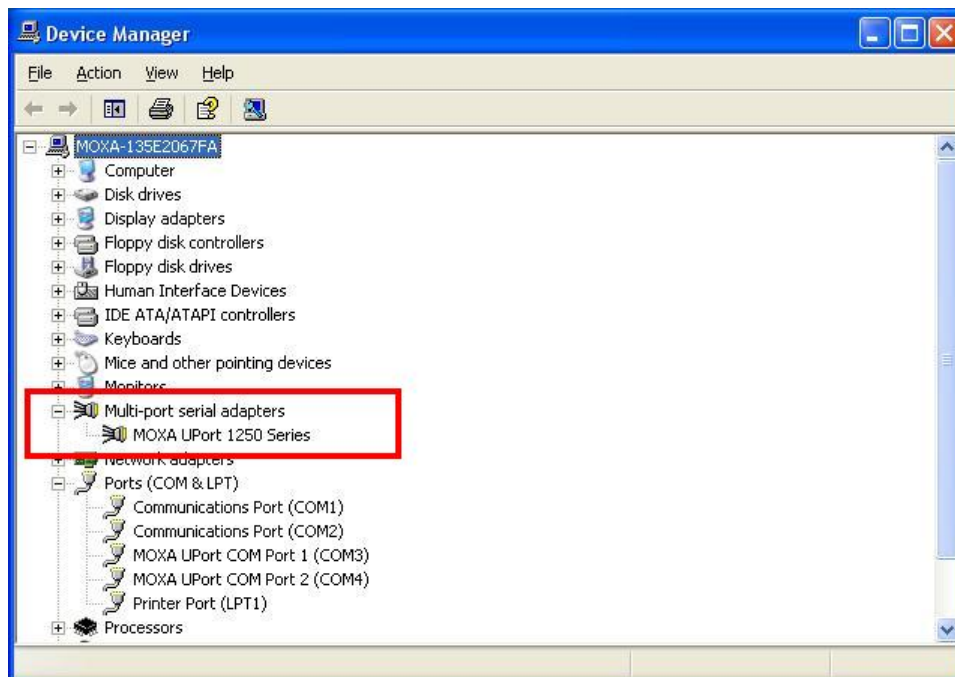 Device Manager
File Action View Help
MOXA-135E2067FA
Computer
Disk drives
Display adapters
Floppy disk controllers
Floppy disk drives
Human Interface Devices
IDE ATA/ATAPI controllers
Keyboards
Mice and other pointing devices
Monitors
Multi-port serial adapters
MOXA UPort 1250 Series
Network adapters
Ports (COM & LPT)
Communications Port (COM1)
Communications Port (COM2)
MOXA UPort COM Port 1 (COM3)
MOXA UPort COM Port 2 (COM4)
Printer Port (LPT1)
Processors